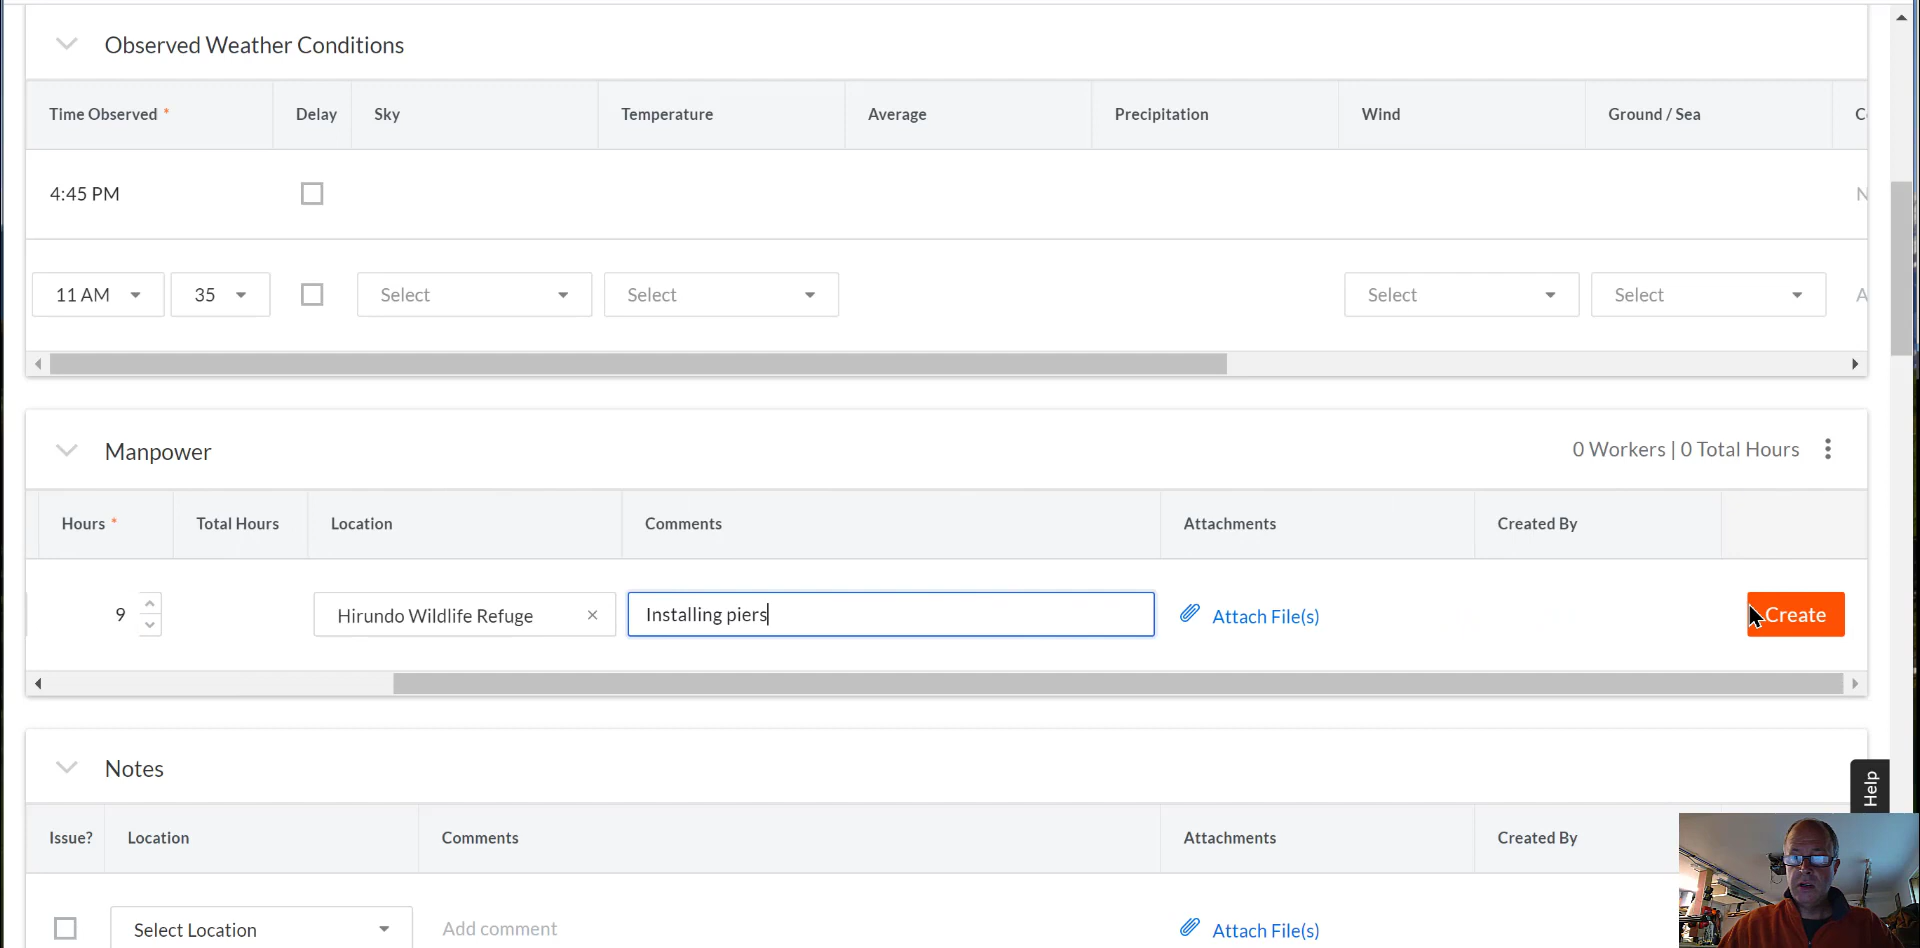 Observed Weather Conditions
Time Observed * Delay Sky Temperature Average Precipitation Wind Ground / Sea C
4:45 PM N
11 AM 35 Select Select Select Select A
Manpower 0 Workers | 0 Total Hours
Hours * Total Hours Location Comments Attachments Created By
9 Hirundo Wildlife Refuge × Installing piers Attach File(s) Create
Notes
Help
Issue? Location Comments Attachments Created By
Select Location Add comment Attach File(s)